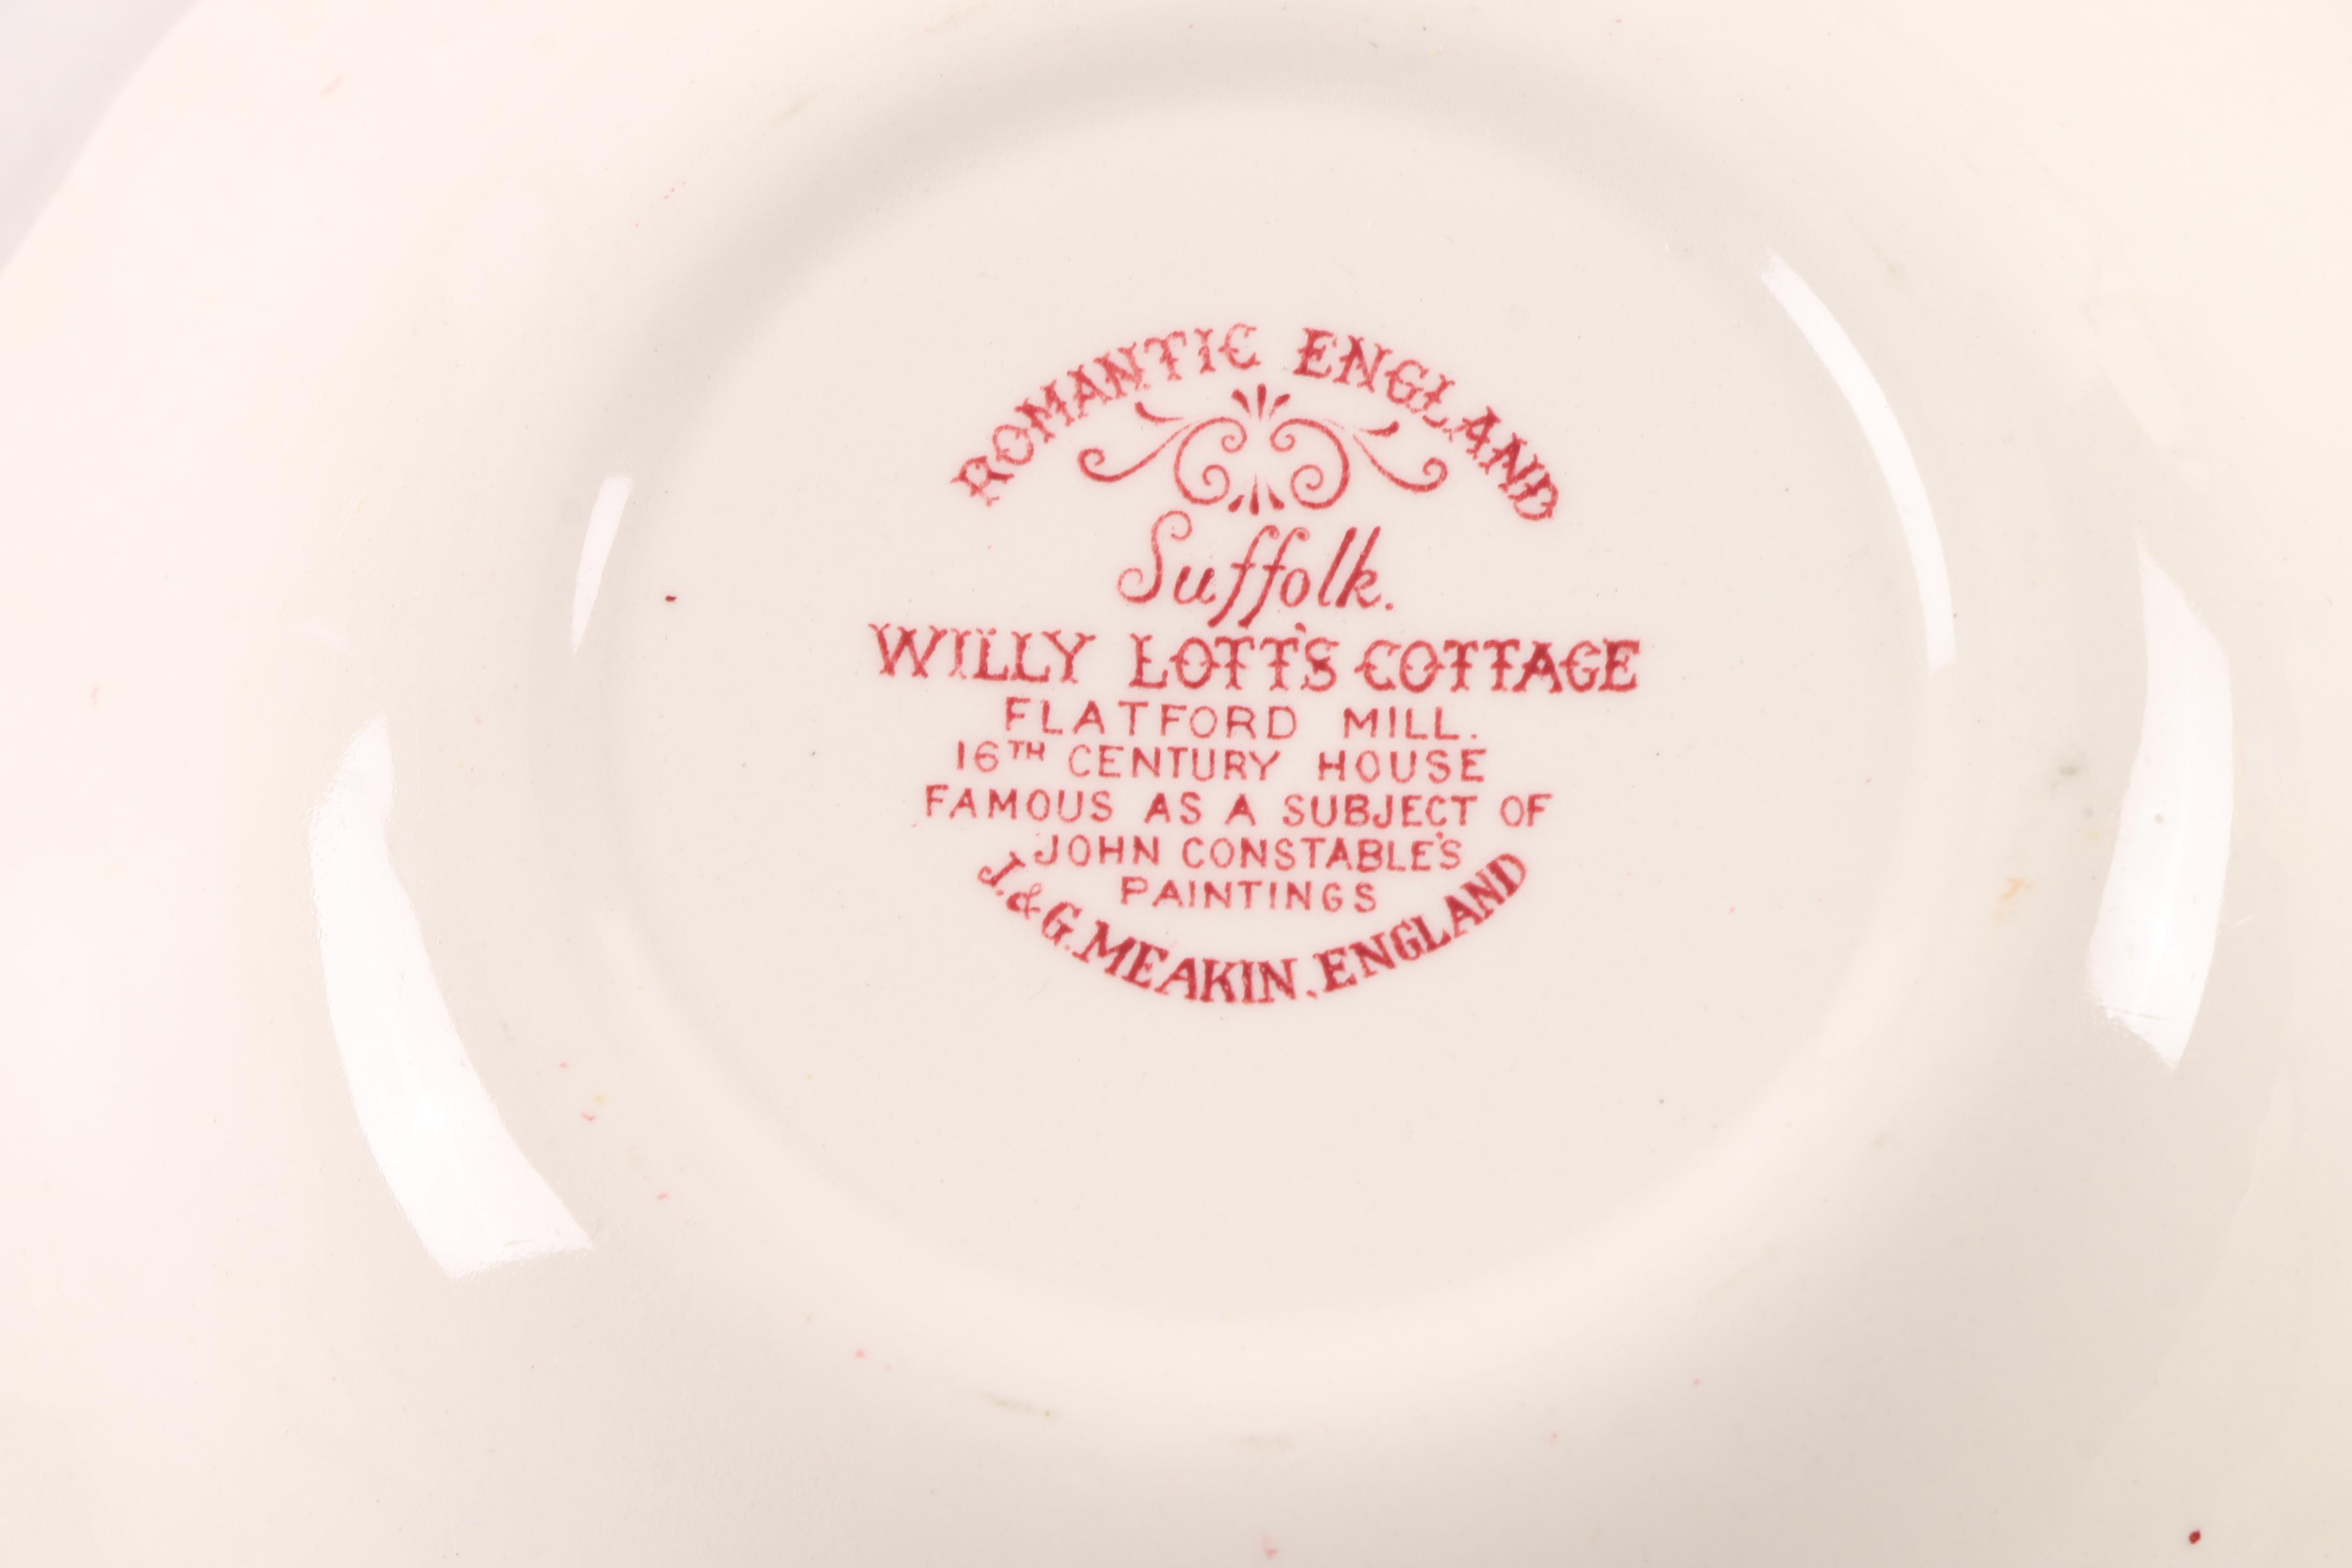 ROMANTIC ENGLAND
Suffolk.
WILLY LOTT'S COTTAGE
FLATFORD MILL.
16TH CENTURY HOUSE
FAMOUS AS A SUBJECT OF
JOHN CONSTABLE'S
PAINTINGS
J.&G.MEAKIN.ENGLAND